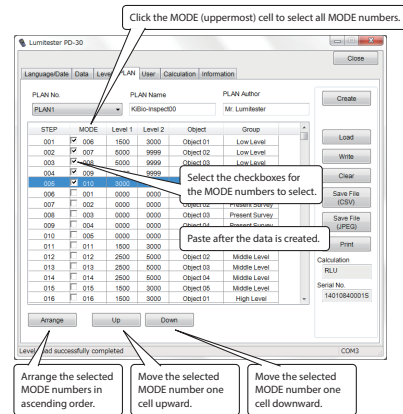 Click the MODE (uppermost) cell to select all MODE numbers.
Lumitester PD-30
Close
Language/Date Data Level PLAN User Calculation Information
PLAN No. PLAN Name PLAN Author
PLAN1 KiBio-Inspect00 Mr. Lumitester
Create
STEP MODE Level 1 Level 2 Object Group
001 006 1500 3000 Object 01 Low Level
002 007 5000 9999 Object 02 Low Level
003 008 5000 9999 Object 03 Low Level
004 009 9999
005 010 3000
006 001 0000 0000
007 002 0000 0000 Object 02 Present Survey
008 003 0000 0000 Object 03 Present Survey
009 004 0000 0000 Object 04 Present Survey
010 005 0000 0000
011 011 1500 3000
012 012 2500 5000 Object 02 Middle Level
013 013 2500 5000 Object 03 Middle Level
014 014 2500 5000 Object 04 Middle Level
015 015 1500 3000 Object 05 Middle Level
016 016 1500 3000 Object 01 High Level
Select the checkboxes for
the MODE numbers to select.
Paste after the data is created.
Load
Write
Clear
Save File
(CSV)
Save File
(JPEG)
Print
Calculation
RLU
Serial No.
14010840001S
Arrange Up Down
Level load successfully completed COM3
Arrange the selected
MODE numbers in
ascending order.
Move the selected
MODE number one
cell upward.
Move the selected
MODE number one
cell downward.